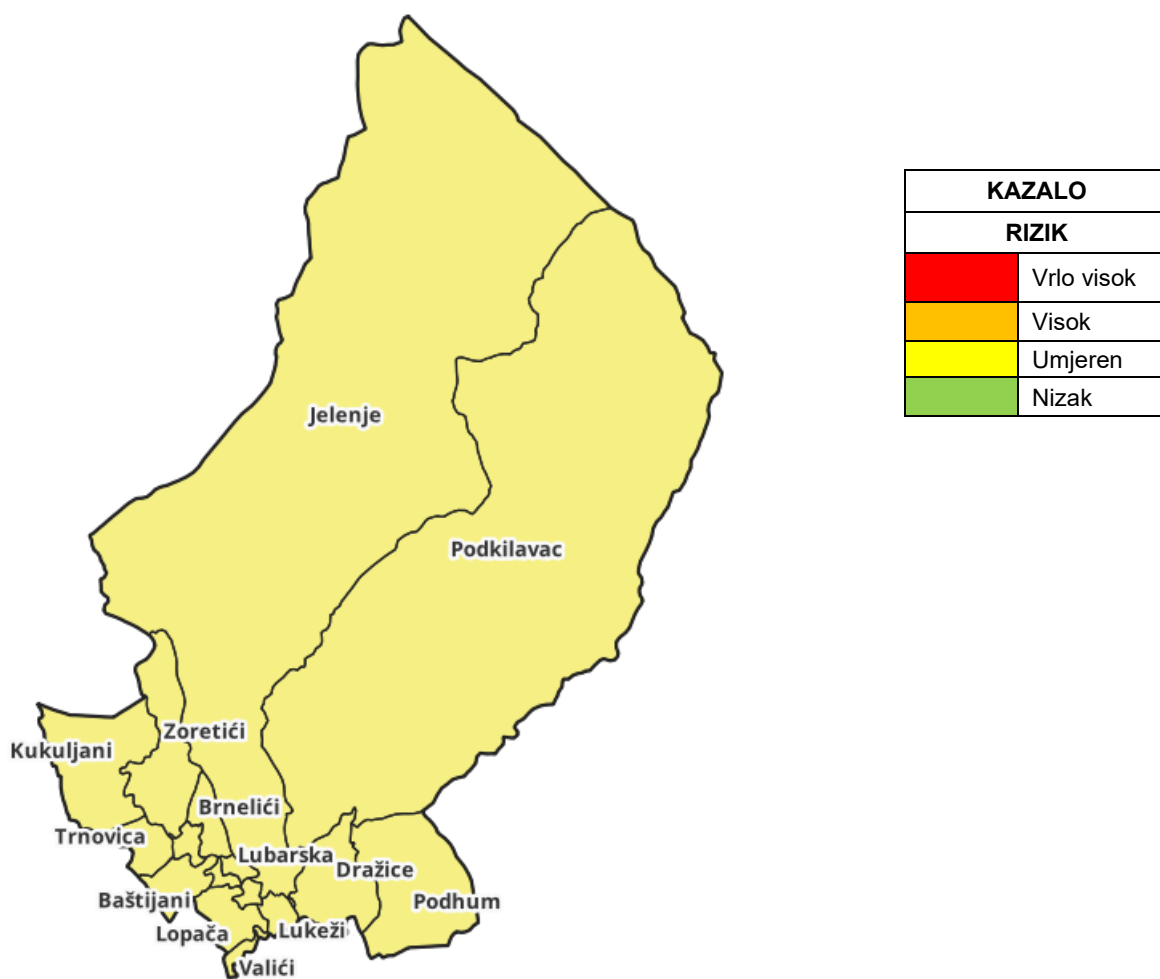 KAZALO
RIZIK
Vrlo visok
Visok
Umjeren
Nizak
Jelenje
Podkilavac
Zoretići
Kukuljani
Brnelići
Trnovica
Lubarska
Dražice
Baštijani
Podhum
Lopača
Lukeži
Valići